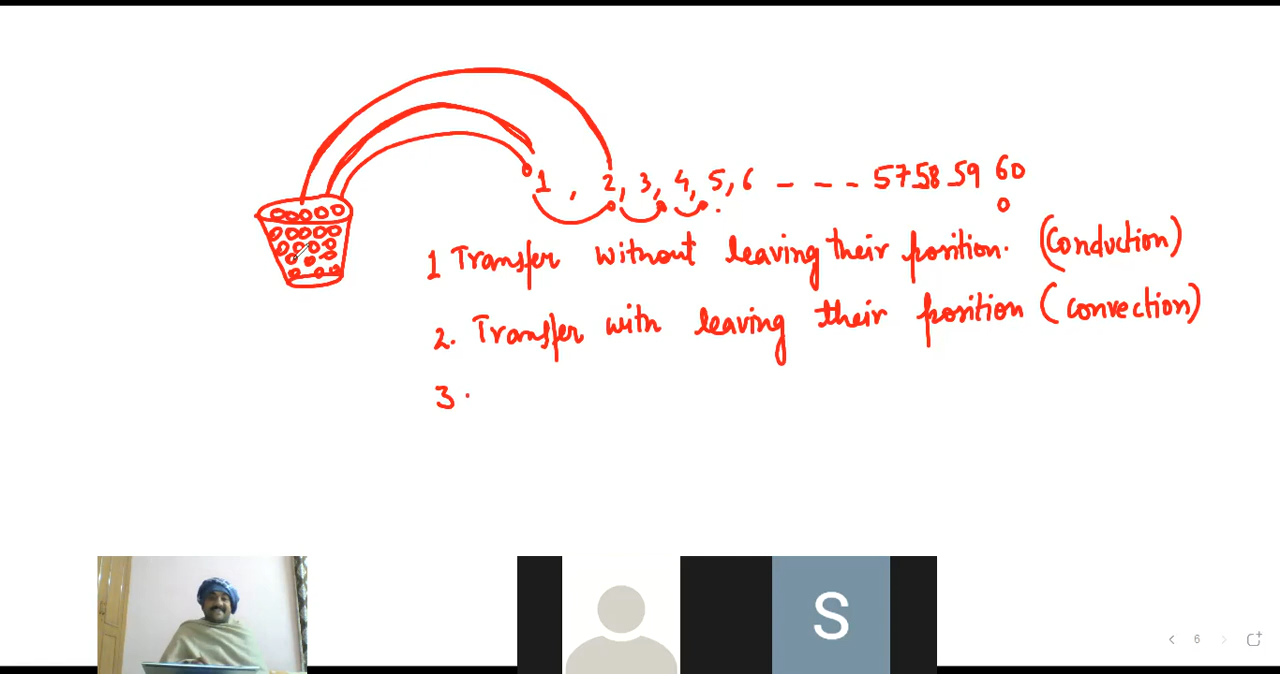 1, 2, 3, 4, 5, 6 - - - 57 58 59 60
1 Transfer without leaving their position. (Conduction)
2. Transfer with leaving their position (convection)
3.
S
6